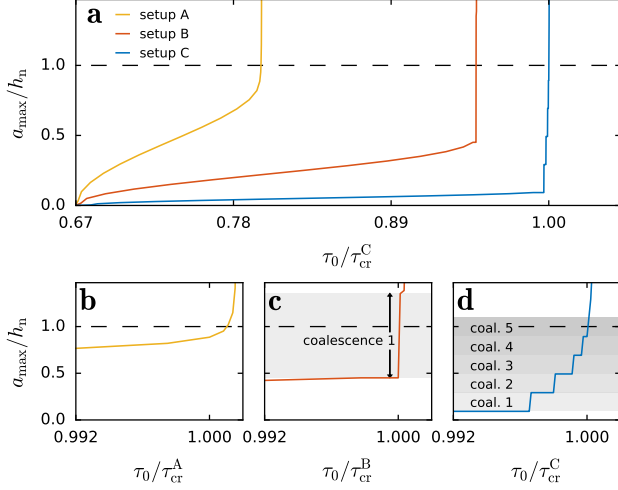 a
setup A
setup B
setup C
a_max/h_n
1.0
0.5
0.0
0.67
0.78
0.89
1.00
τ_0/τ_cr^C
b
c
d
a_max/h_n
1.0
0.5
0.0
coalescence 1
coal. 5
coal. 4
coal. 3
coal. 2
coal. 1
0.992
1.000
0.992
1.000
0.992
1.000
τ_0/τ_cr^A
τ_0/τ_cr^B
τ_0/τ_cr^C